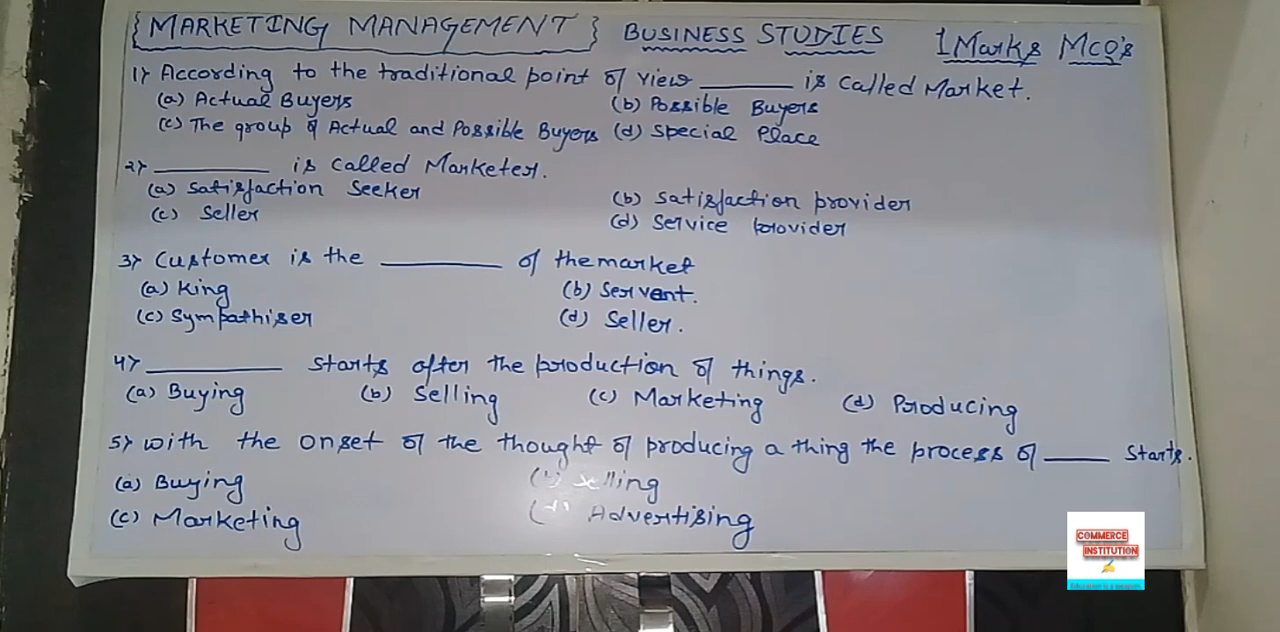 {MARKETING MANAGEMENT} BUSINESS STUDIES 1 Marks MCQ's
1) According to the traditional point of view ______ is called Market.
(a) Actual Buyers (b) Possible Buyers
(c) The group of Actual and Possible Buyers (d) Special Place
2) ______ is called Marketer.
(a) Satisfaction Seeker (b) Satisfaction provider
(c) Seller (d) Service provider
3) Customer is the ______ of the market
(a) King (b) Servent.
(c) Sympathiser (d) Seller.
4) ______ starts after the production of things.
(a) Buying (b) Selling (c) Marketing (d) Producing
5) with the onset of the thought of producing a thing the process of ______ starts.
(a) Buying (b) Selling
(c) Marketing (d) Advertising
COMMERCE
INSTITUTION